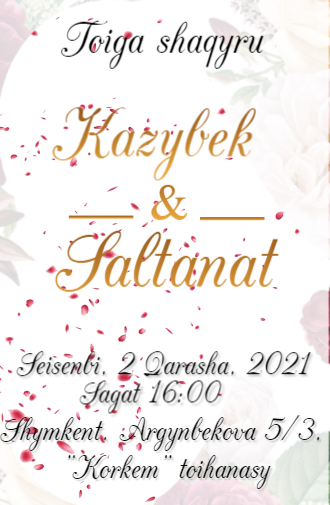 Toiga shaqyru
Kazybek
&
Saltanat
Seisenbi, 2 Qarasha, 2021
Sagat 16:00
Shymkent, Argynbekova 5/3,
"Korkem" toihanasy